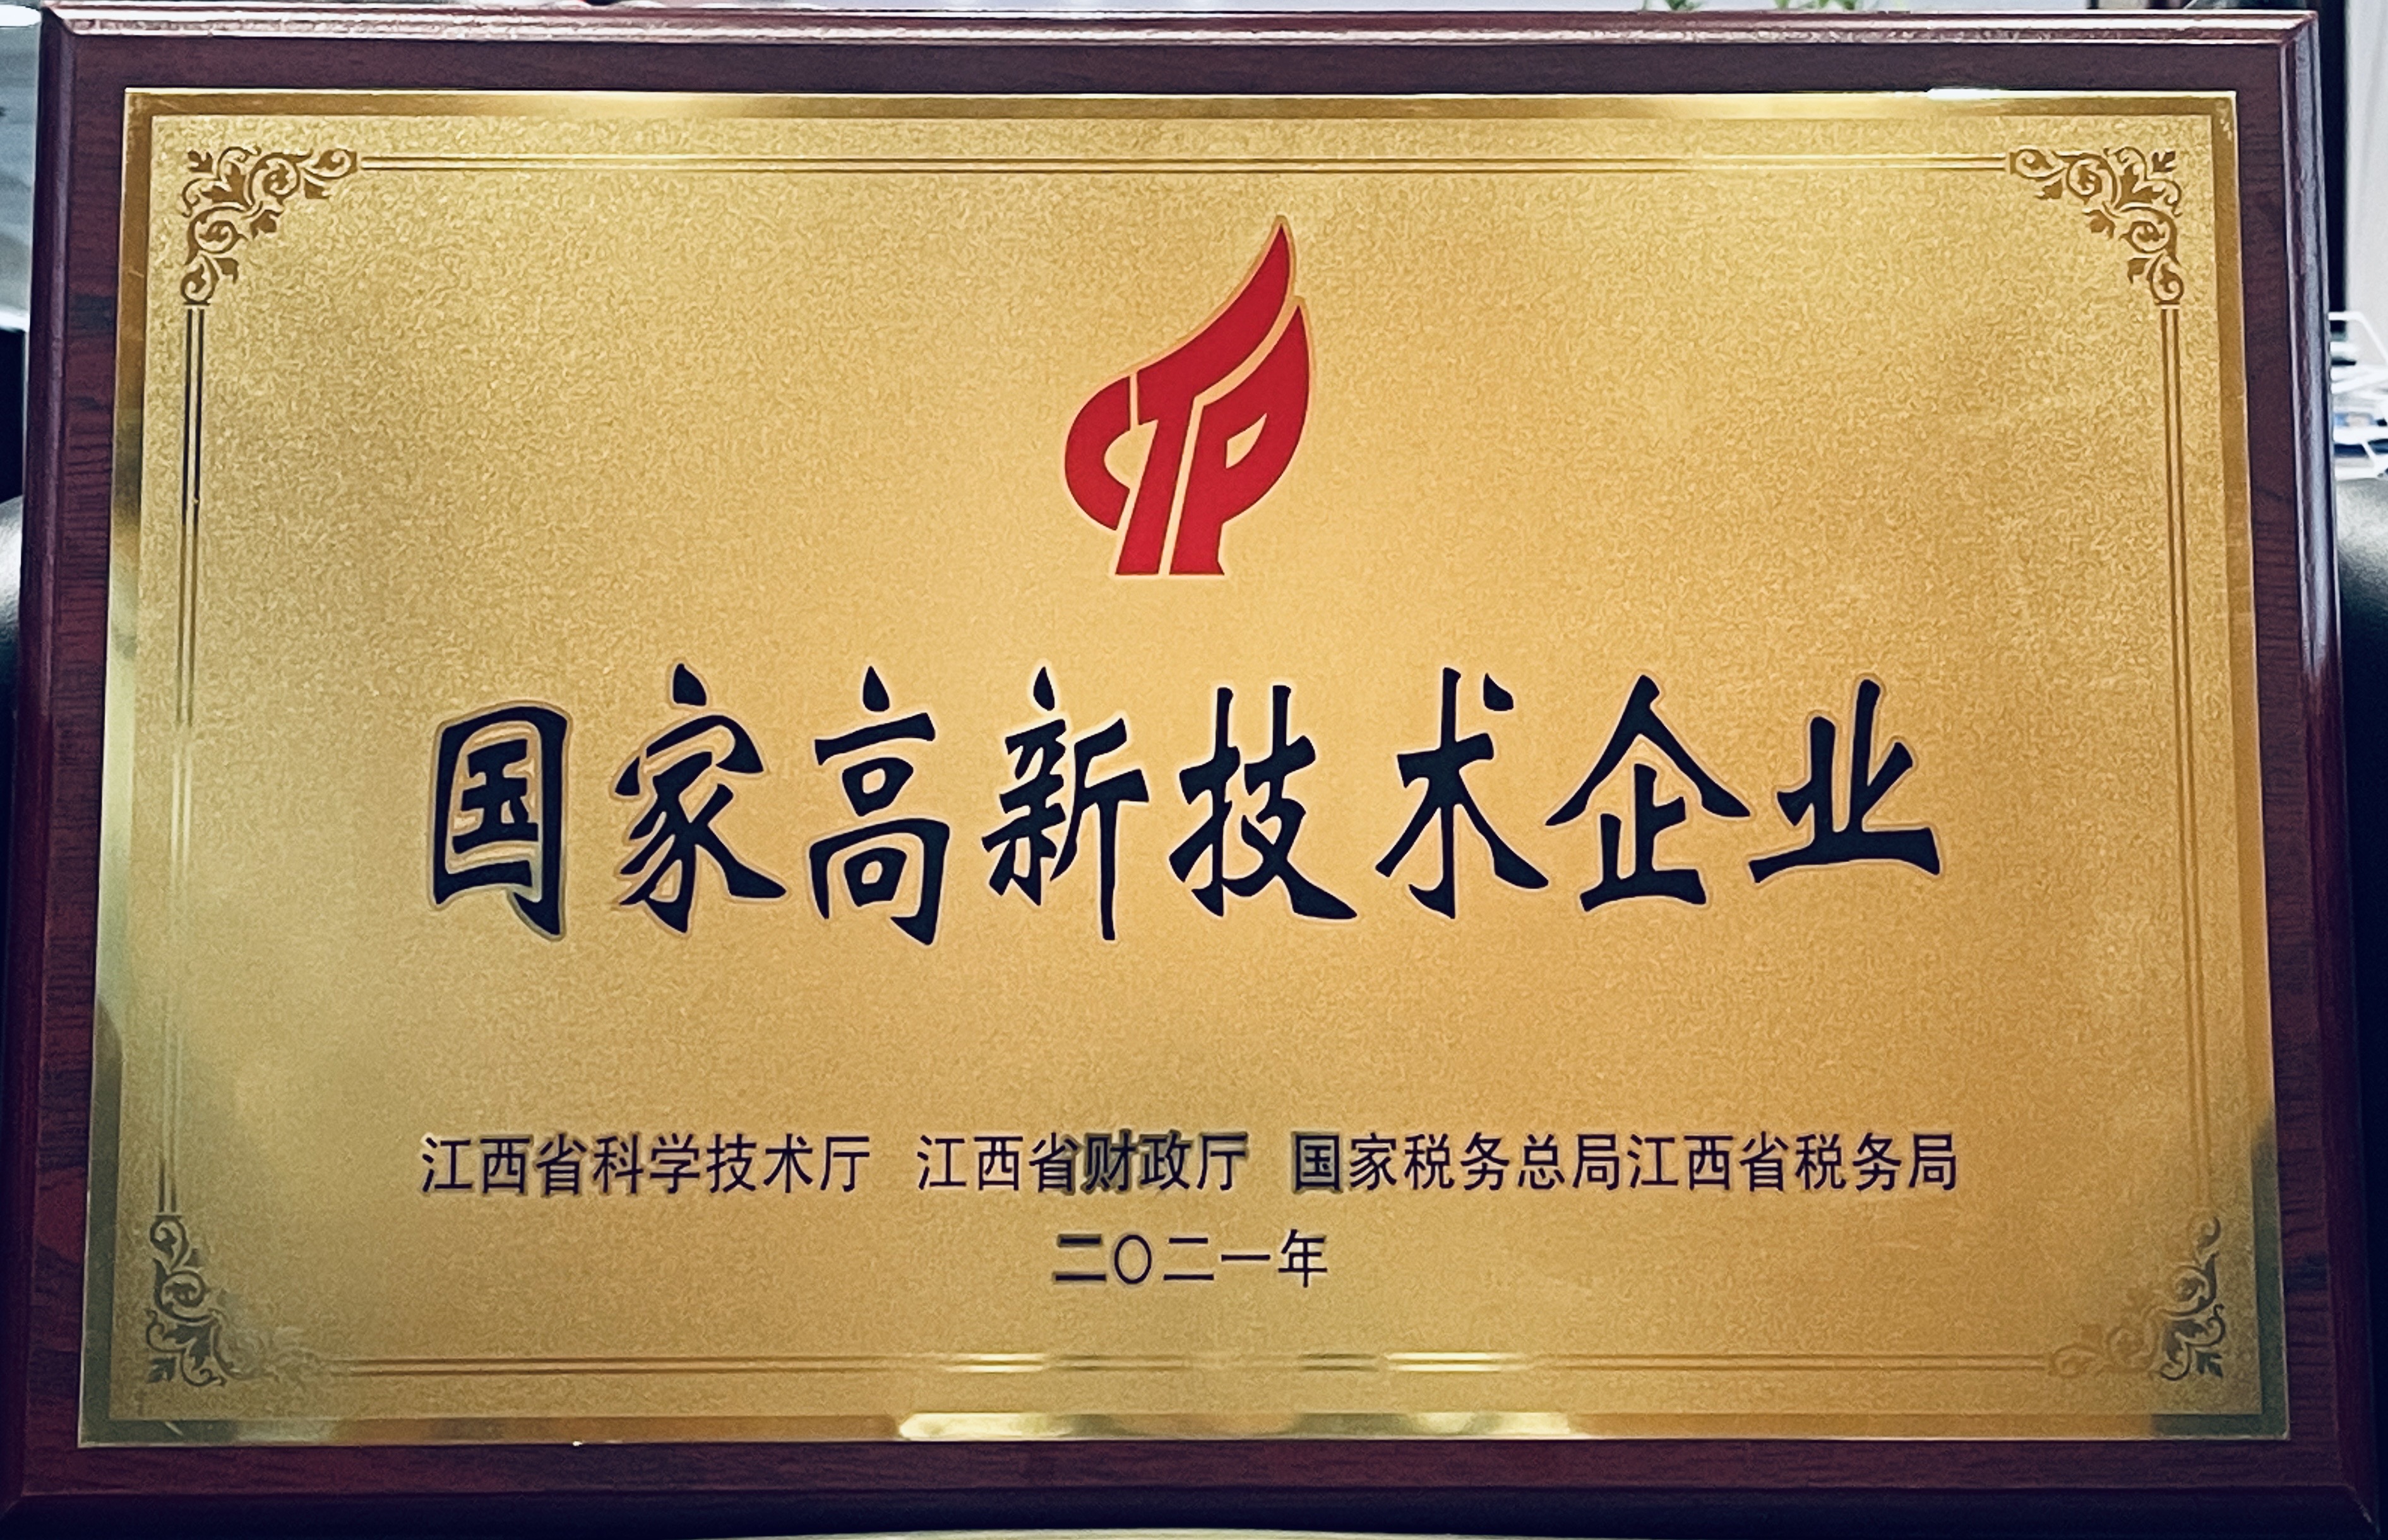 CTP
国家高新技术企业
江西省科学技术厅 江西省财政厅 国家税务总局江西省税务局
二〇二一年